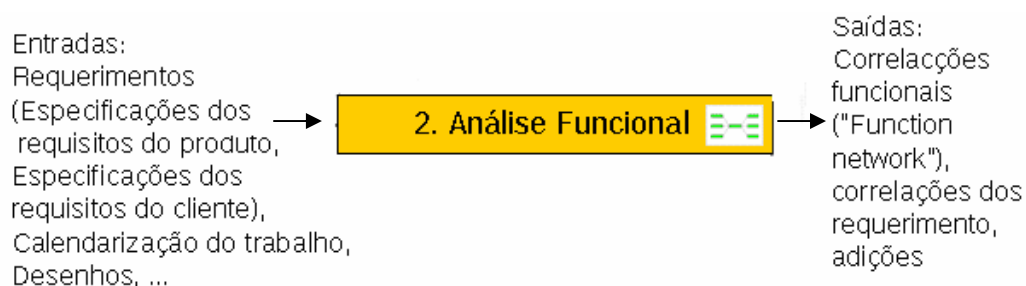 Entradas:
Requerimentos
(Especificações dos
requisitos do produto,
Especificações dos
requisitos do cliente),
Calendarização do trabalho,
Desenhos, ...
2. Análise Funcional
Saídas:
Correlacções
funcionais
("Function
network"),
correlações dos
requerimento,
adições